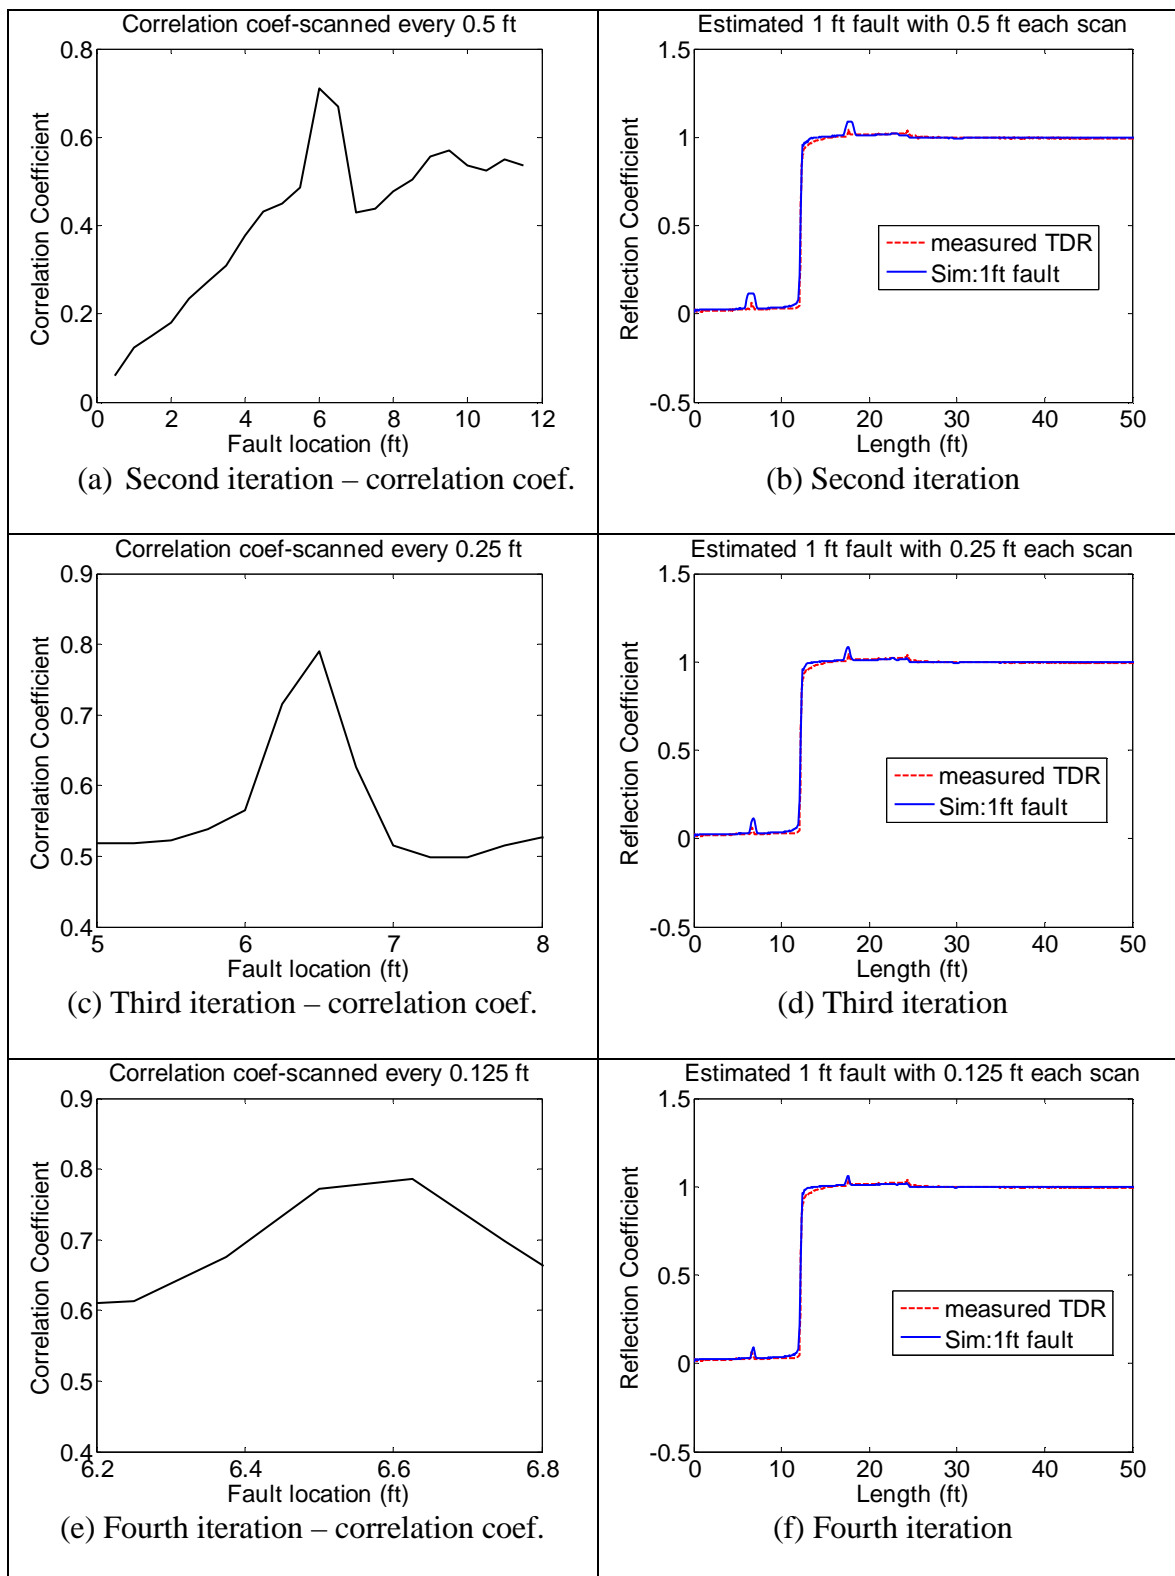 Correlation coef-scanned every 0.5 ft
0.8
0.6
0.4
0.2
0
Correlation Coefficient
0 2 4 6 8 10 12
Fault location (ft)
(a) Second iteration – correlation coef.
Estimated 1 ft fault with 0.5 ft each scan
1.5
1
0.5
0
-0.5
Reflection Coefficient
measured TDR
Sim:1ft fault
0 10 20 30 40 50
Length (ft)
(b) Second iteration
Correlation coef-scanned every 0.25 ft
0.9
0.8
0.7
0.6
0.5
0.4
Correlation Coefficient
5 6 7 8
Fault location (ft)
(c) Third iteration – correlation coef.
Estimated 1 ft fault with 0.25 ft each scan
1.5
1
0.5
0
-0.5
Reflection Coefficient
measured TDR
Sim:1ft fault
0 10 20 30 40 50
Length (ft)
(d) Third iteration
Correlation coef-scanned every 0.125 ft
0.9
0.8
0.7
0.6
0.5
0.4
Correlation Coefficient
6.2 6.4 6.6 6.8
Fault location (ft)
(e) Fourth iteration – correlation coef.
Estimated 1 ft fault with 0.125 ft each scan
1.5
1
0.5
0
-0.5
Reflection Coefficient
measured TDR
Sim:1ft fault
0 10 20 30 40 50
Length (ft)
(f) Fourth iteration